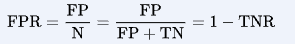 FPR = FP/N = FP/(FP + TN) = 1 − TNR